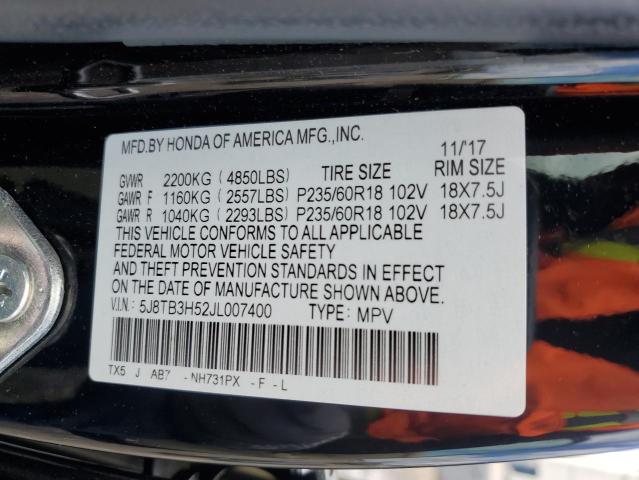 MFD.BY HONDA OF AMERICA MFG.,INC. 11/'17
GVWR 2200KG ( 4850LBS) TIRE SIZE RIM SIZE
GAWR F 1160KG ( 2557LBS) P235/60R18 102V 18X7.5J
GAWR R 1040KG ( 2293LBS) P235/60R18 102V 18X7.5J
THIS VEHICLE CONFORMS TO ALL APPLICABLE
FEDERAL MOTOR VEHICLE SAFETY
AND THEFT PREVENTION STANDARDS IN EFFECT
ON THE DATE OF MANUFACTURE SHOWN ABOVE.
V.I.N: 5J8TB3H52JL007400 TYPE: MPV
TX5 J AB7 - NH731PX - F - L